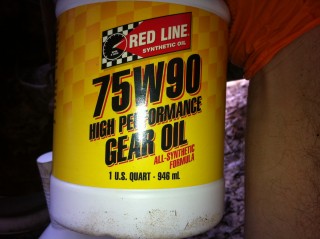 RED LINE
SYNTHETIC OIL
75W90
HIGH PERFORMANCE
GEAR OIL
ALL-SYNTHETIC
FORMULA
1 U.S. QUART - 946 mL